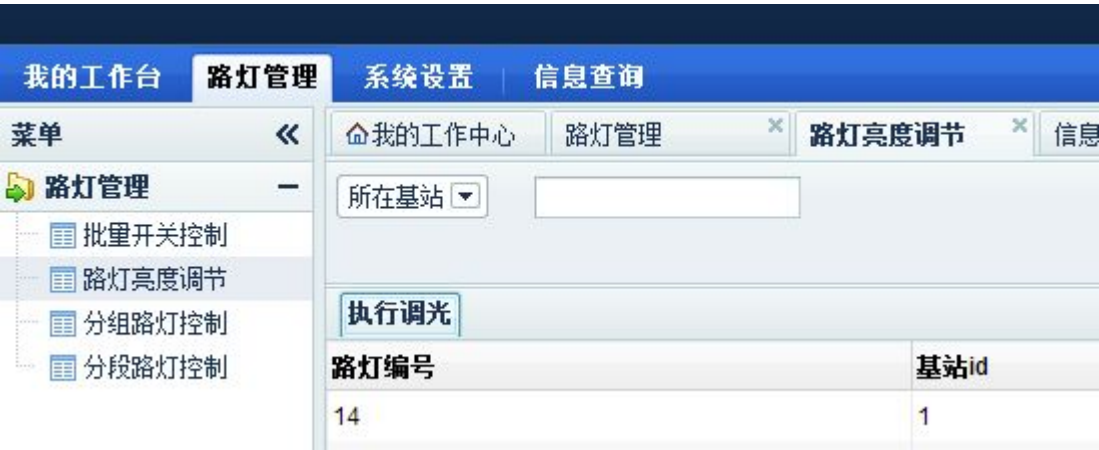 我的工作台 路灯管理 系统设置 信息查询
菜单 我的工作中心 路灯管理 路灯亮度调节 信息
路灯管理
所在基站
批量开关控制
路灯亮度调节
执行调光
分组路灯控制
分段路灯控制
路灯编号 基站id
14 1